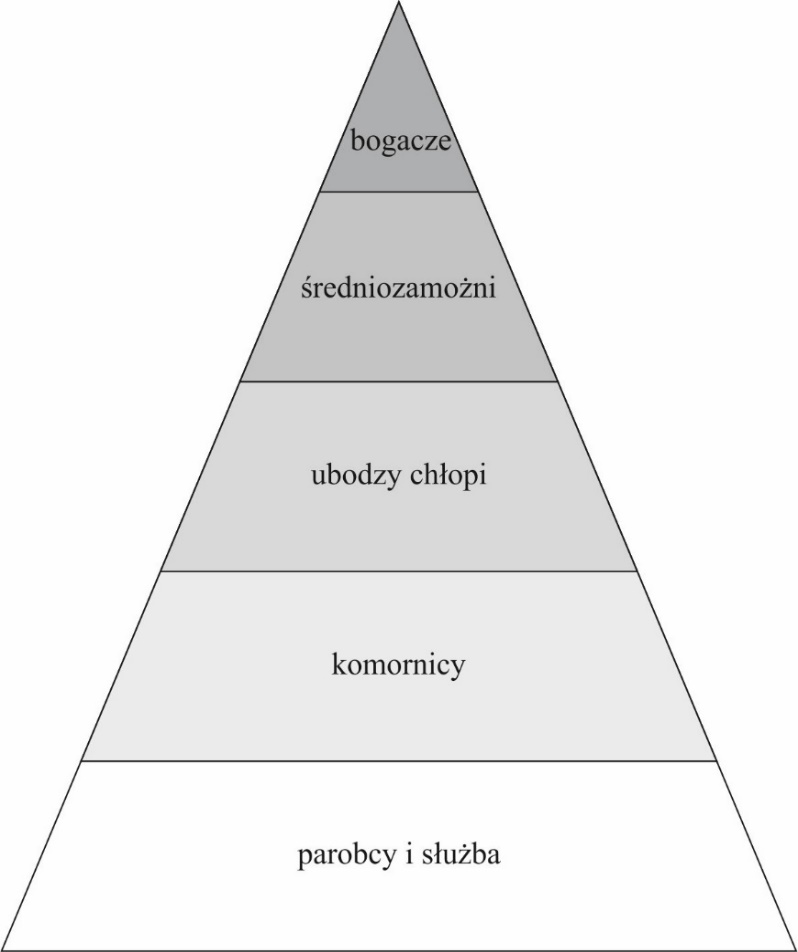 bogacze
średniozamożni
ubodzy chłopi
komornicy
parobcy i służba